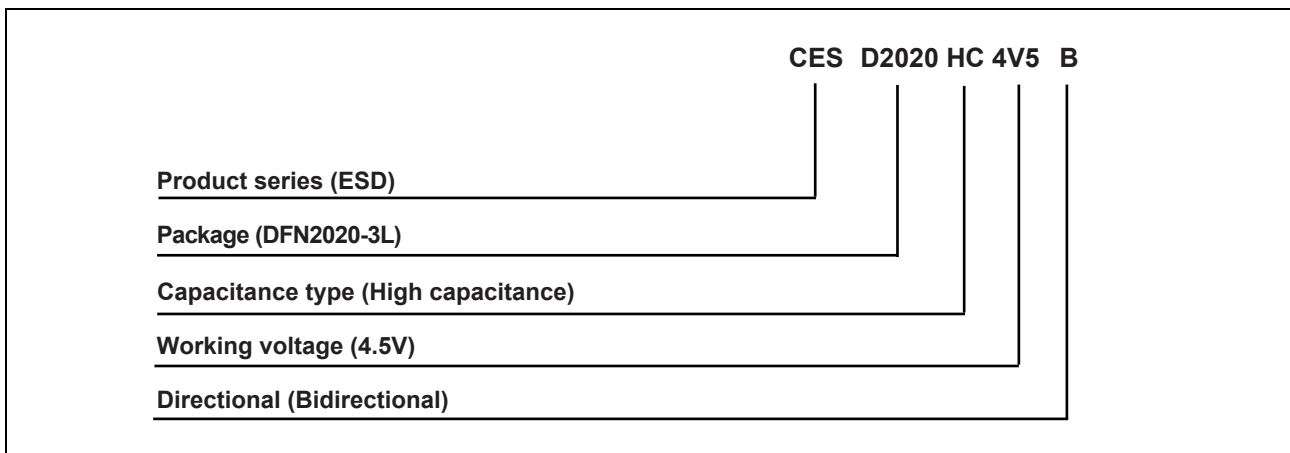 CES D2020 HC 4V5 B
Product series (ESD)
Package (DFN2020-3L)
Capacitance type (High capacitance)
Working voltage (4.5V)
Directional (Bidirectional)